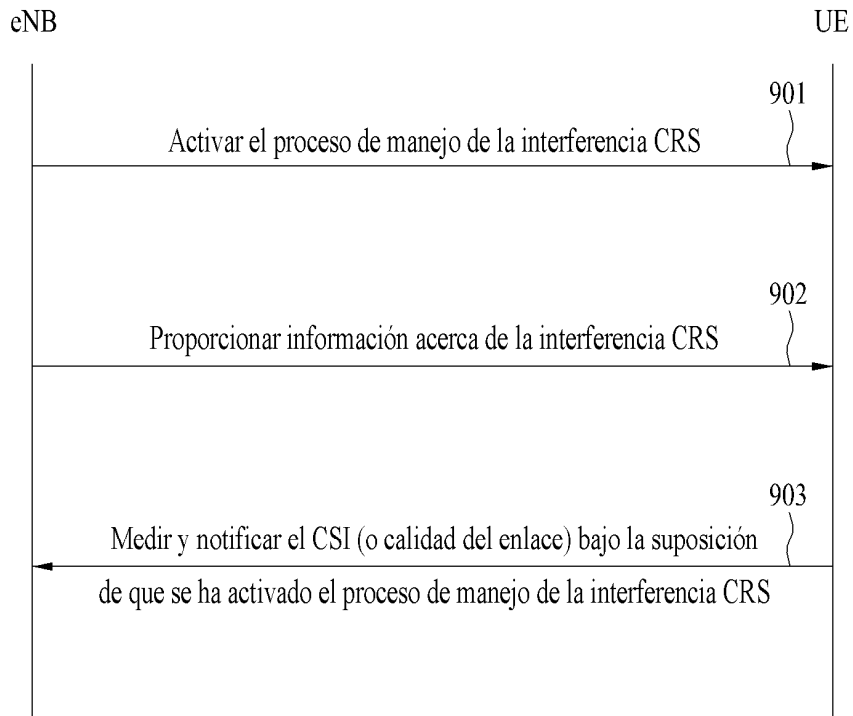 eNB
UE
901
Activar el proceso de manejo de la interferencia CRS
902
Proporcionar información acerca de la interferencia CRS
903
Medir y notificar el CSI (o calidad del enlace) bajo la suposición
de que se ha activado el proceso de manejo de la interferencia CRS